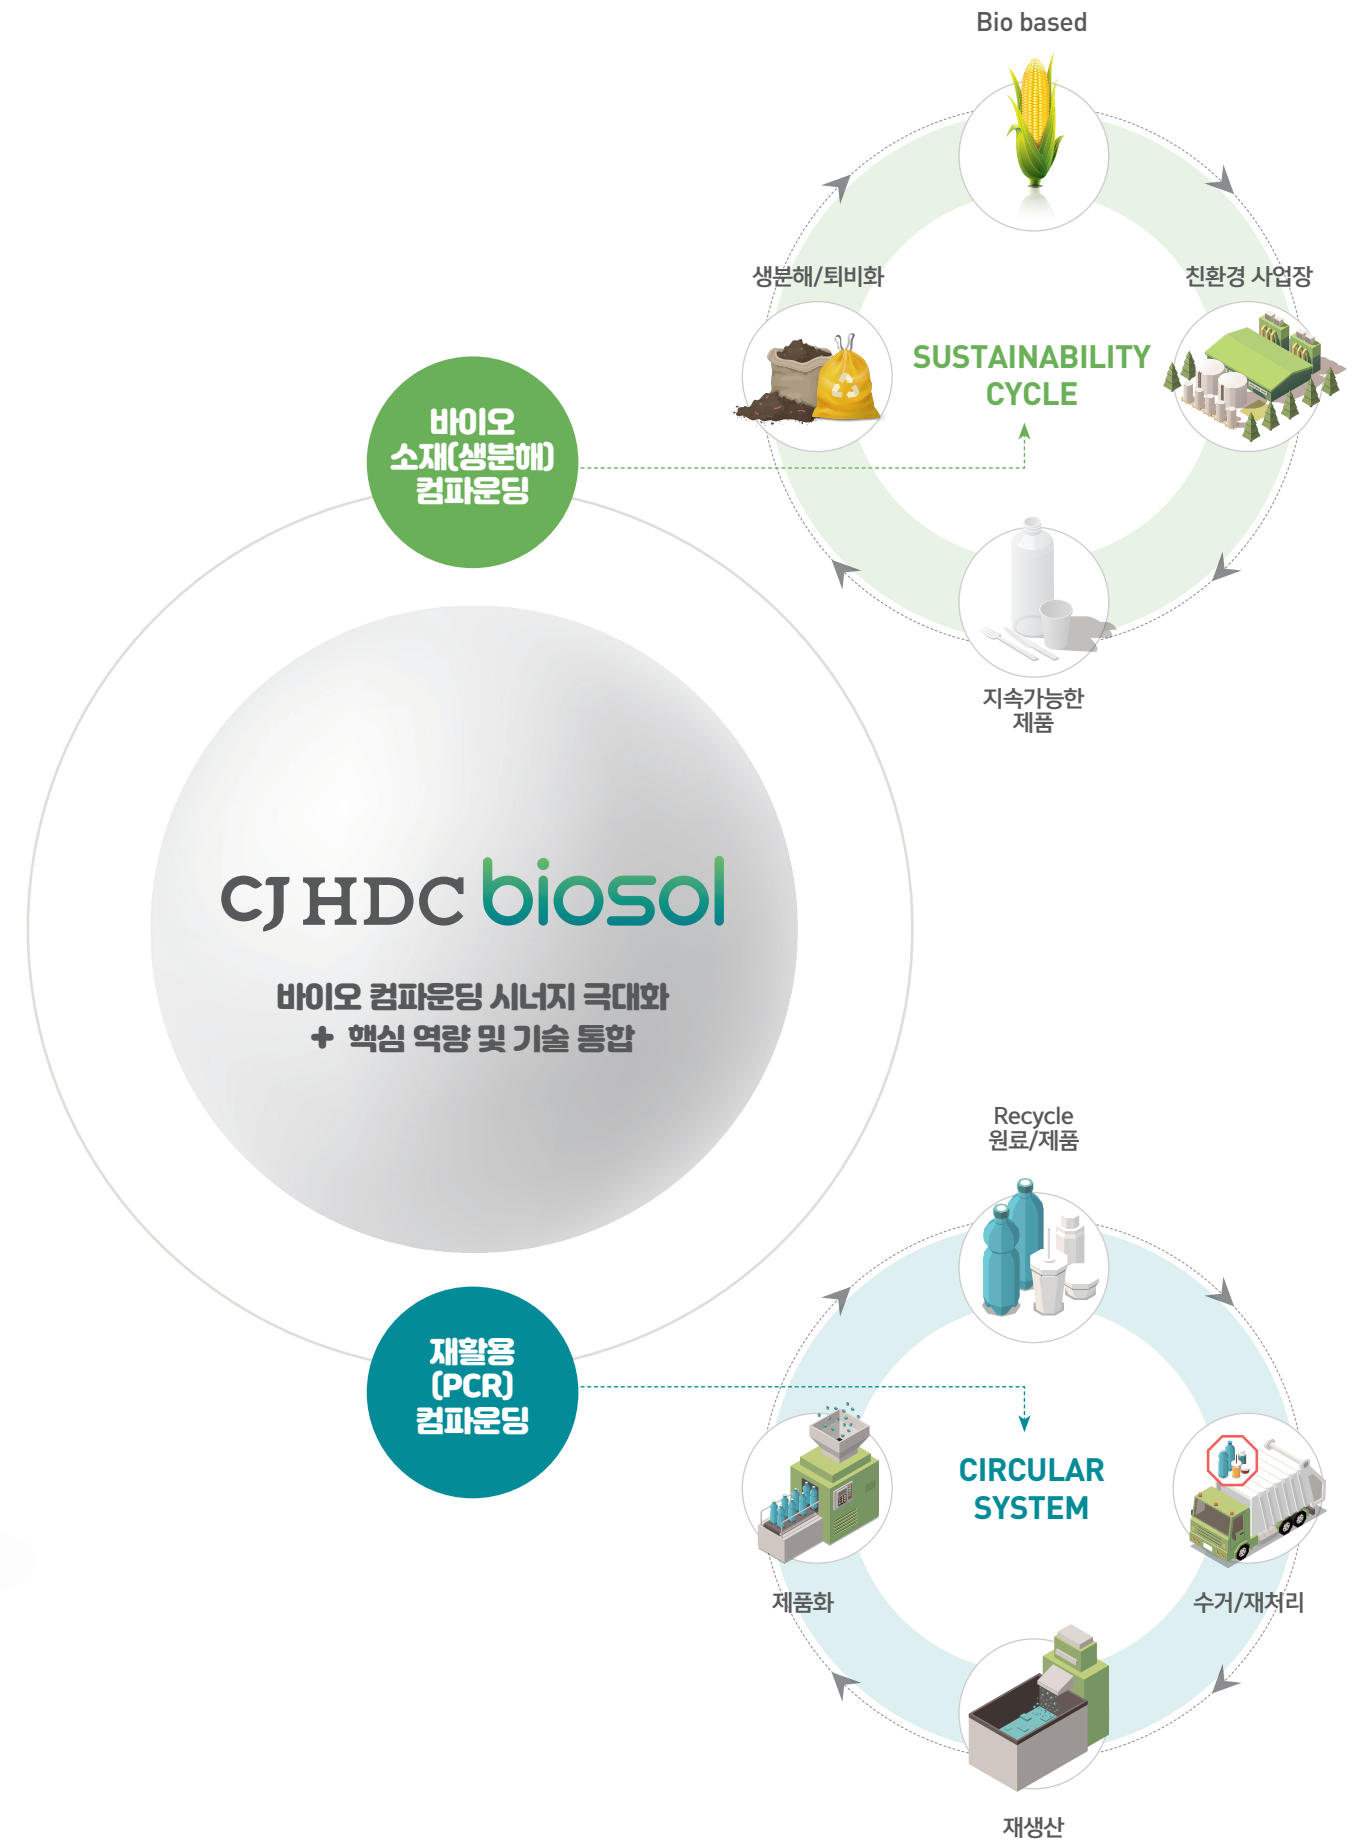 Bio based
생분해/퇴비화
친환경 사업장
SUSTAINABILITY
CYCLE
지속가능한
제품
바이오
소재(생분해)
컴파운딩
CJ HDC biosol
바이오 컴파운딩 시너지 극대화
+ 핵심 역량 및 기술 통합
재활용
(PCR)
컴파운딩
Recycle
원료/제품
CIRCULAR
SYSTEM
제품화
수거/재처리
재생산